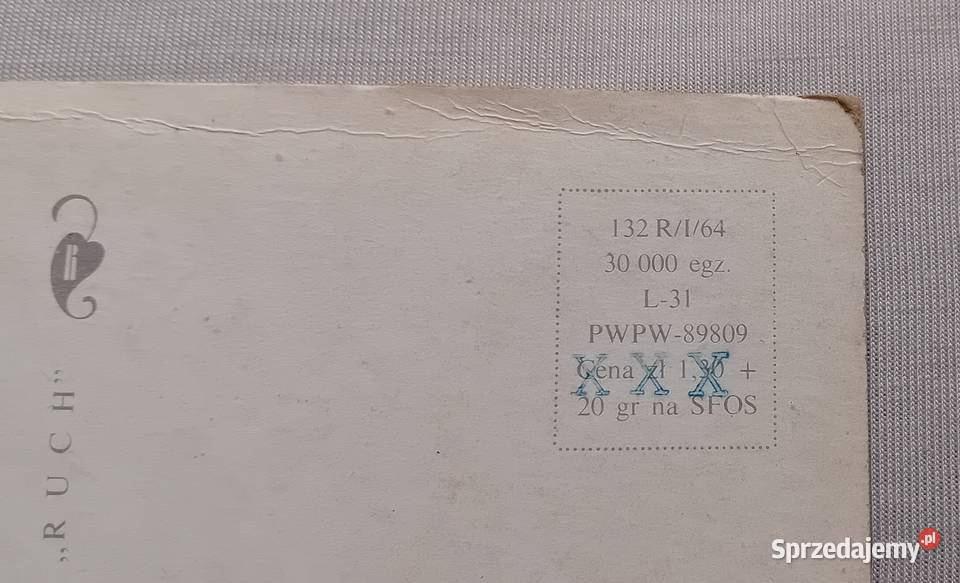 132 R/I/64
30 000 egz.
L-31
PWPW-89809
Cena zł 1,30 +
20 gr na SFOS
X X X
R
„RUCH”
Sprzedajemy.pl